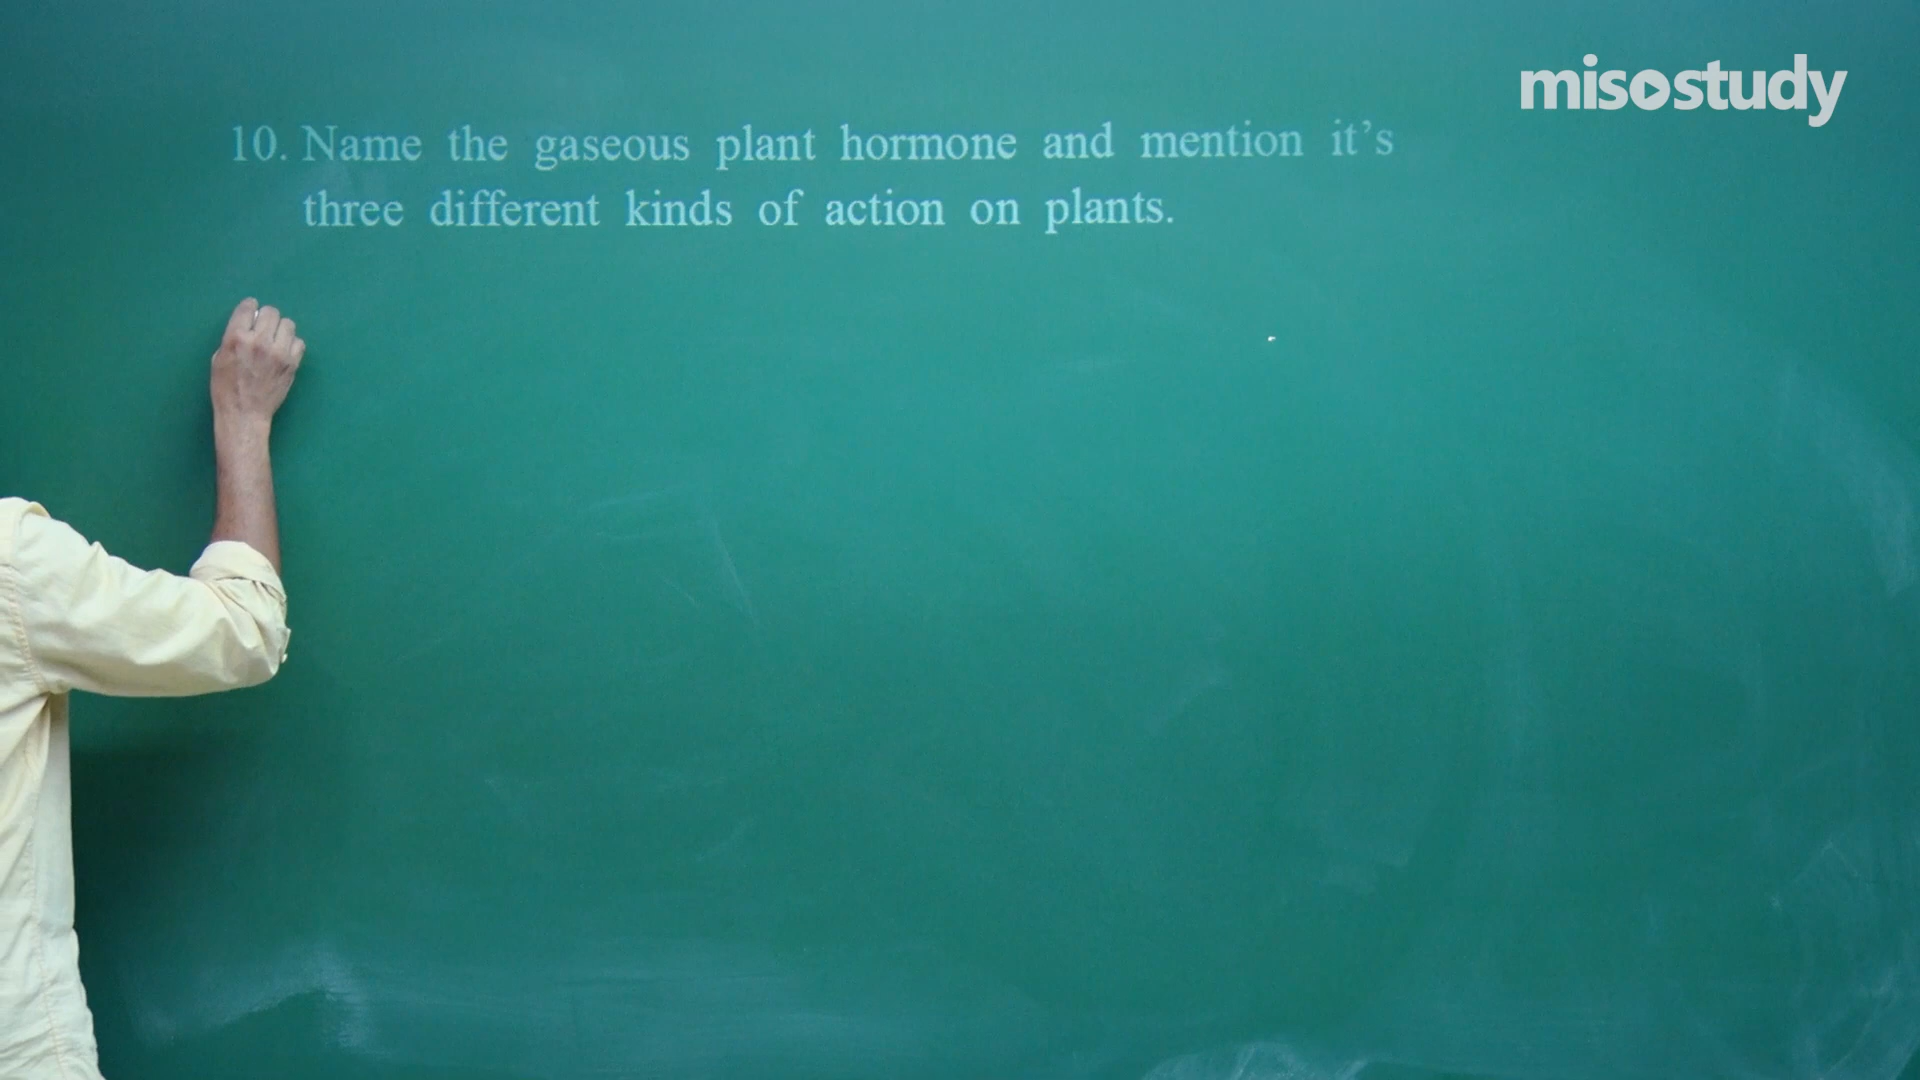 misostudy
10. Name the gaseous plant hormone and mention it's
three different kinds of action on plants.